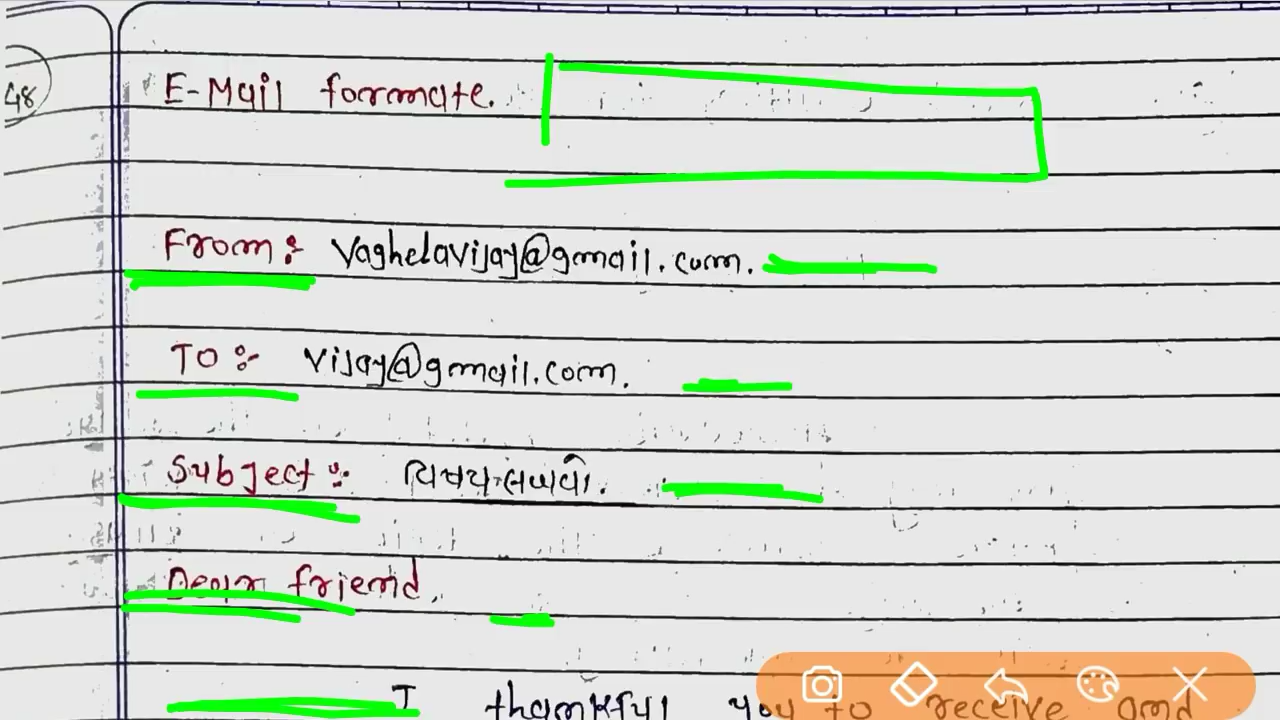 48
E-Mail formate.
From: vaghelavijay@gmail.com.
TO: vijay@gmail.com.
Subject: વિષય લખવો.
Dear friend,
I thankful you to receive and